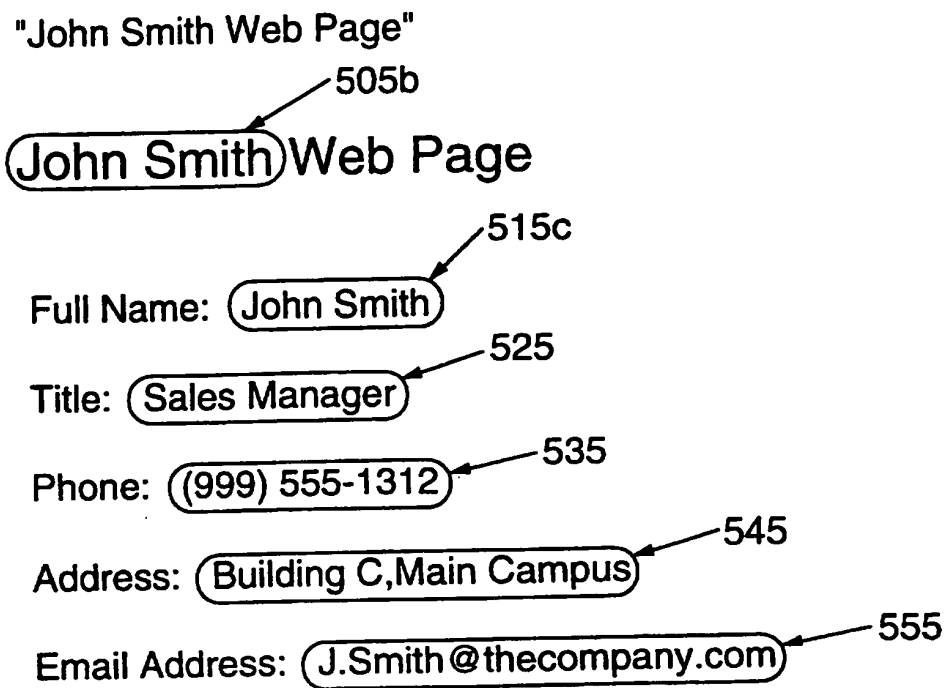 "John Smith Web Page"
505b
John Smith Web Page
515c
Full Name: John Smith
525
Title: Sales Manager
535
Phone: (999) 555-1312
545
Address: Building C,Main Campus
555
Email Address: J.Smith@thecompany.com